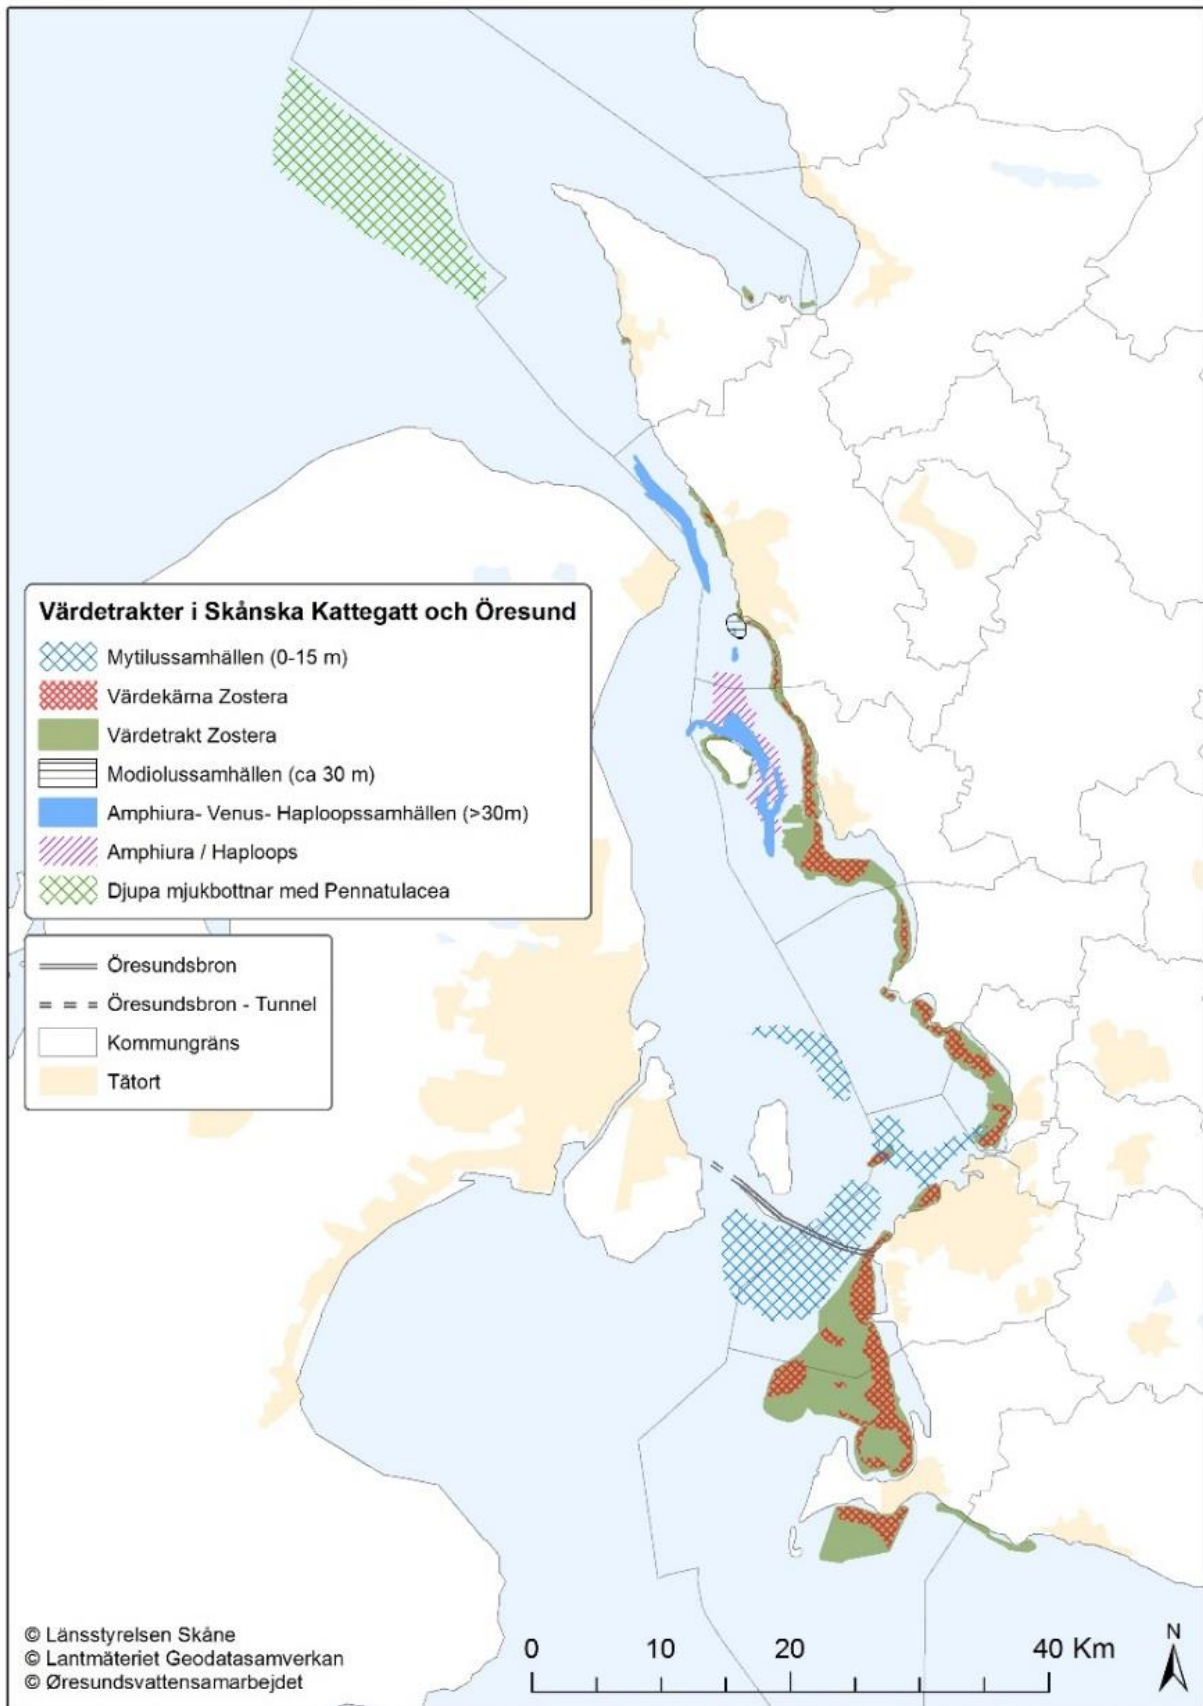 Värdetrakter i Skånska Kattegatt och Öresund
Mytilussamhällen (0-15 m)
Värdekärna Zostera
Värdetrakt Zostera
Modiolussamhällen (ca 30 m)
Amphiura- Venus- Haploopssamhällen (>30m)
Amphiura / Haploops
Djupa mjukbottnar med Pennatulacea
Öresundsbron
Öresundsbron - Tunnel
Kommungräns
Tätort
© Länsstyrelsen Skåne
© Lantmäteriet Geodatasamverkan
© Øresundsvattensamarbejdet
0 10 20 40 Km
N